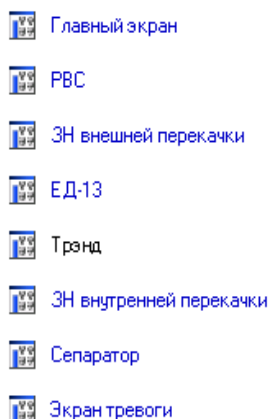 Главный экран
РВС
ЗН внешней перекачки
ЕД-13
Трэнд
ЗН внутренней перекачки
Сепаратор
Экран тревоги